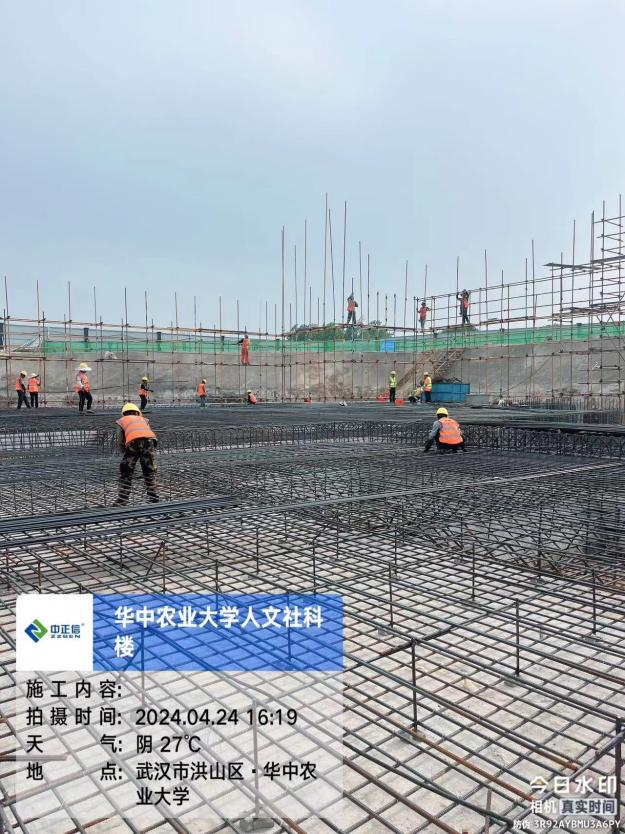 中正信®
ZZXEN
华中农业大学人文社科
楼
施工内容:
拍摄时间: 2024.04.24 16:19
天 气: 阴 27℃
地 点: 武汉市洪山区·华中农
业大学
今日水印
相机 真实时间
防伪 3R92AYBMU3A6PY